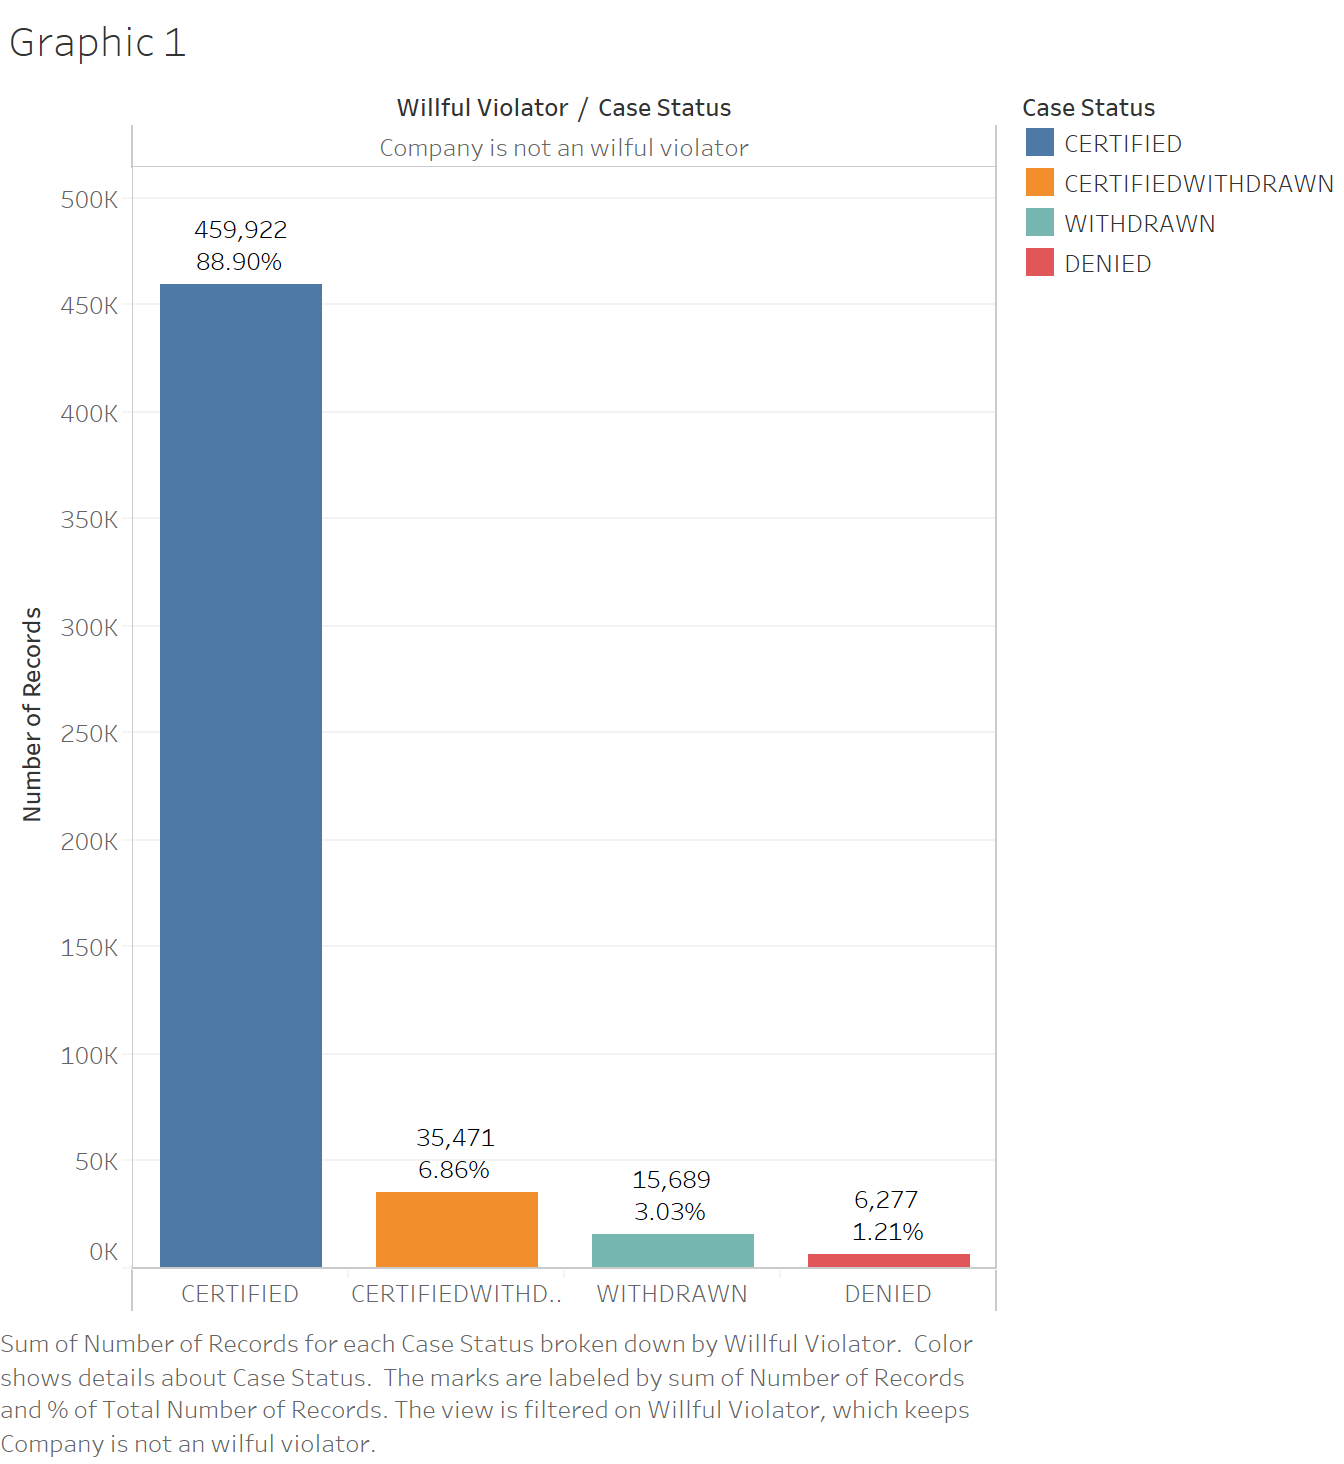 Graphic 1
Willful Violator / Case Status
Company is not an wilful violator
Case Status
CERTIFIED
CERTIFIEDWITHDRAWN
WITHDRAWN
DENIED
Number of Records
500K
450K
400K
350K
300K
250K
200K
150K
100K
50K
0K
459,922
88.90%
35,471
6.86%
15,689
3.03%
6,277
1.21%
CERTIFIED
CERTIFIEDWITHD..
WITHDRAWN
DENIED
Sum of Number of Records for each Case Status broken down by Willful Violator.  Color
shows details about Case Status.  The marks are labeled by sum of Number of Records
and % of Total Number of Records. The view is filtered on Willful Violator, which keeps
Company is not an wilful violator.